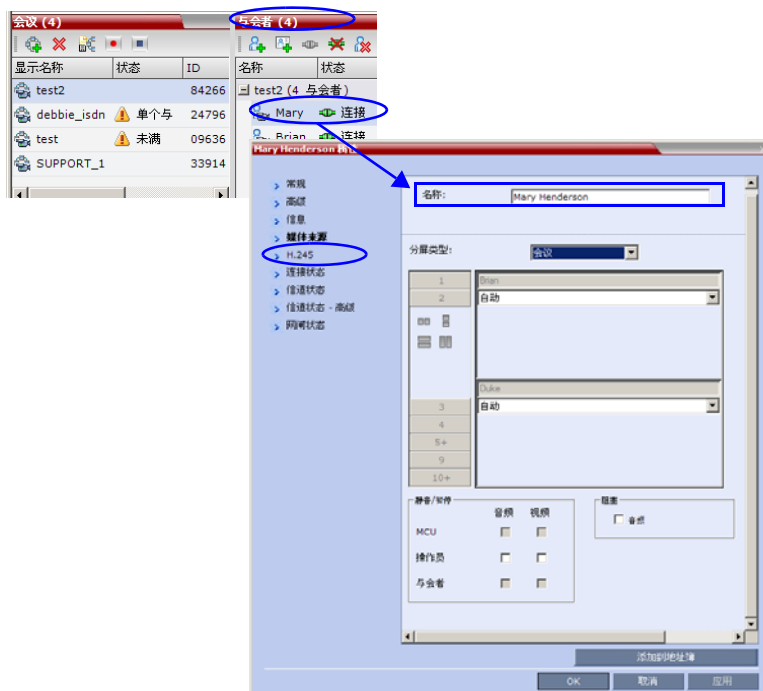 会议 (4)
显示名称 状态 ID
test2 84266
debbie_isdn 单个与 24796
test 未满 09636
SUPPORT_1 33914
与会者 (4)
名称 状态
test2 (4 与会者)
Mary 连接
Brian 连接
Mary Henderson
常规
高级
信息
媒体来源
H.245
连接状态
信道状态
信道状态 - 高级
网闸状态
名称: Mary Henderson
分屏类型: 会议
1
2
3
4
5+
9
10+
Brian
自动
Duke
自动
静音/暂停
音频 视频
MCU
操作员
与会者
阻塞
音频
添加到地址簿
OK 取消 应用